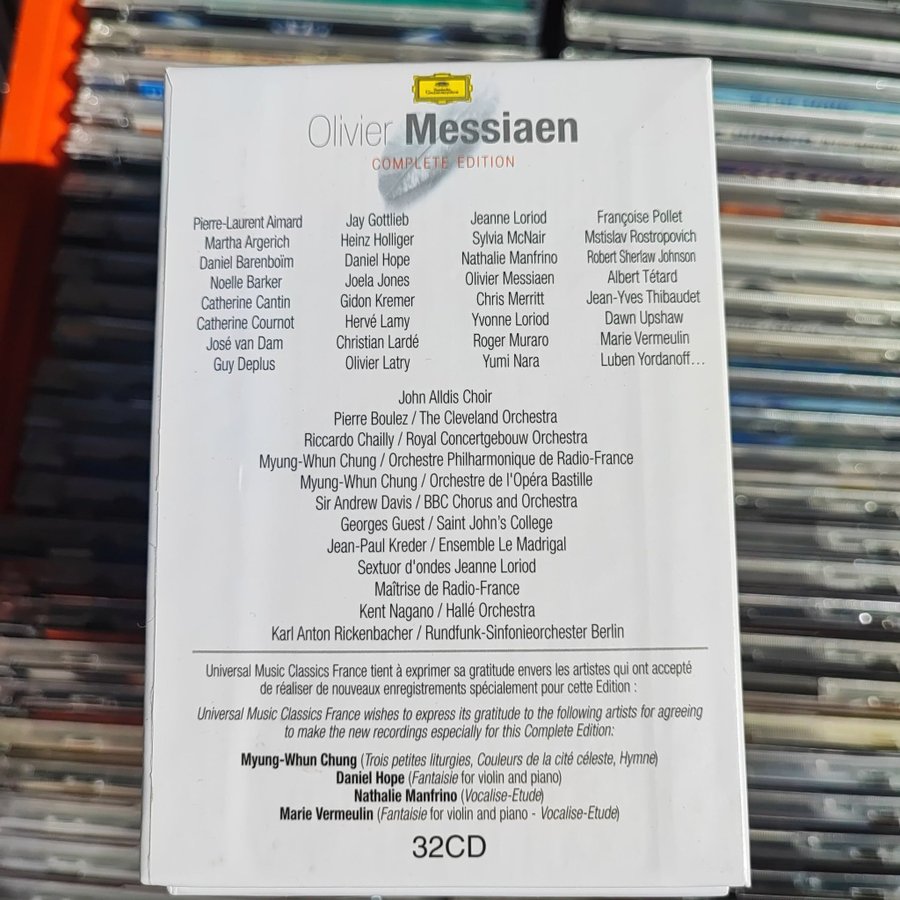 Deutsche
Grammophon
Olivier Messiaen
COMPLETE EDITION
Pierre-Laurent Aimard
Martha Argerich
Daniel Barenboïm
Noelle Barker
Catherine Cantin
Catherine Cournot
José van Dam
Guy Deplus
Jay Gottlieb
Heinz Holliger
Daniel Hope
Joela Jones
Gidon Kremer
Hervé Lamy
Christian Lardé
Olivier Latry
Jeanne Loriod
Sylvia McNair
Nathalie Manfrino
Olivier Messiaen
Chris Merritt
Yvonne Loriod
Roger Muraro
Yumi Nara
Françoise Pollet
Mstislav Rostropovich
Robert Sherlaw Johnson
Albert Tétard
Jean-Yves Thibaudet
Dawn Upshaw
Marie Vermeulin
Luben Yordanoff...
John Alldis Choir
Pierre Boulez / The Cleveland Orchestra
Riccardo Chailly / Royal Concertgebouw Orchestra
Myung-Whun Chung / Orchestre Philharmonique de Radio-France
Myung-Whun Chung / Orchestre de l'Opéra Bastille
Sir Andrew Davis / BBC Chorus and Orchestra
Georges Guest / Saint John's College
Jean-Paul Kreder / Ensemble Le Madrigal
Sextuor d'ondes Jeanne Loriod
Maîtrise de Radio-France
Kent Nagano / Hallé Orchestra
Karl Anton Rickenbacher / Rundfunk-Sinfonieorchester Berlin
Universal Music Classics France tient à exprimer sa gratitude envers les artistes qui ont accepté
de réaliser de nouveaux enregistrements spécialement pour cette Edition :
Universal Music Classics France wishes to express its gratitude to the following artists for agreeing
to make the new recordings especially for this Complete Edition:
Myung-Whun Chung (Trois petites liturgies, Couleurs de la cité céleste, Hymne)
Daniel Hope (Fantaisie for violin and piano)
Nathalie Manfrino (Vocalise-Etude)
Marie Vermeulin (Fantaisie for violin and piano - Vocalise-Etude)
32CD